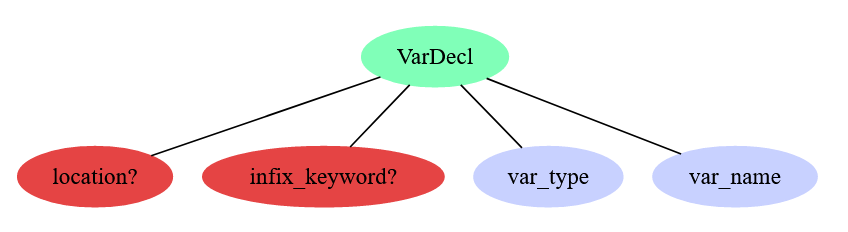 VarDecl
location?
infix_keyword?
var_type
var_name